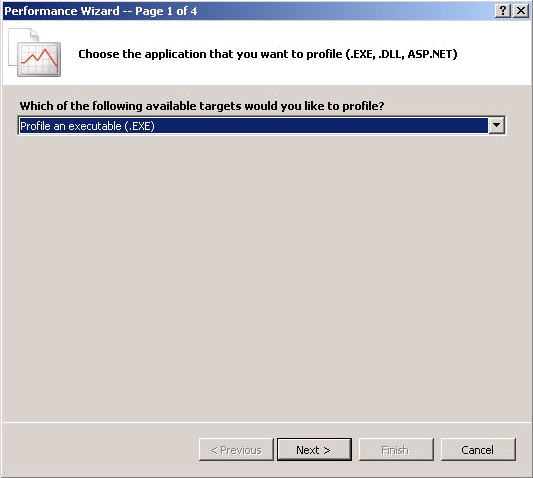 Performance Wizard -- Page 1 of 4
Choose the application that you want to profile (.EXE, .DLL, ASP.NET)
Which of the following available targets would you like to profile?
Profile an executable (.EXE)
< Previous
Next >
Finish
Cancel